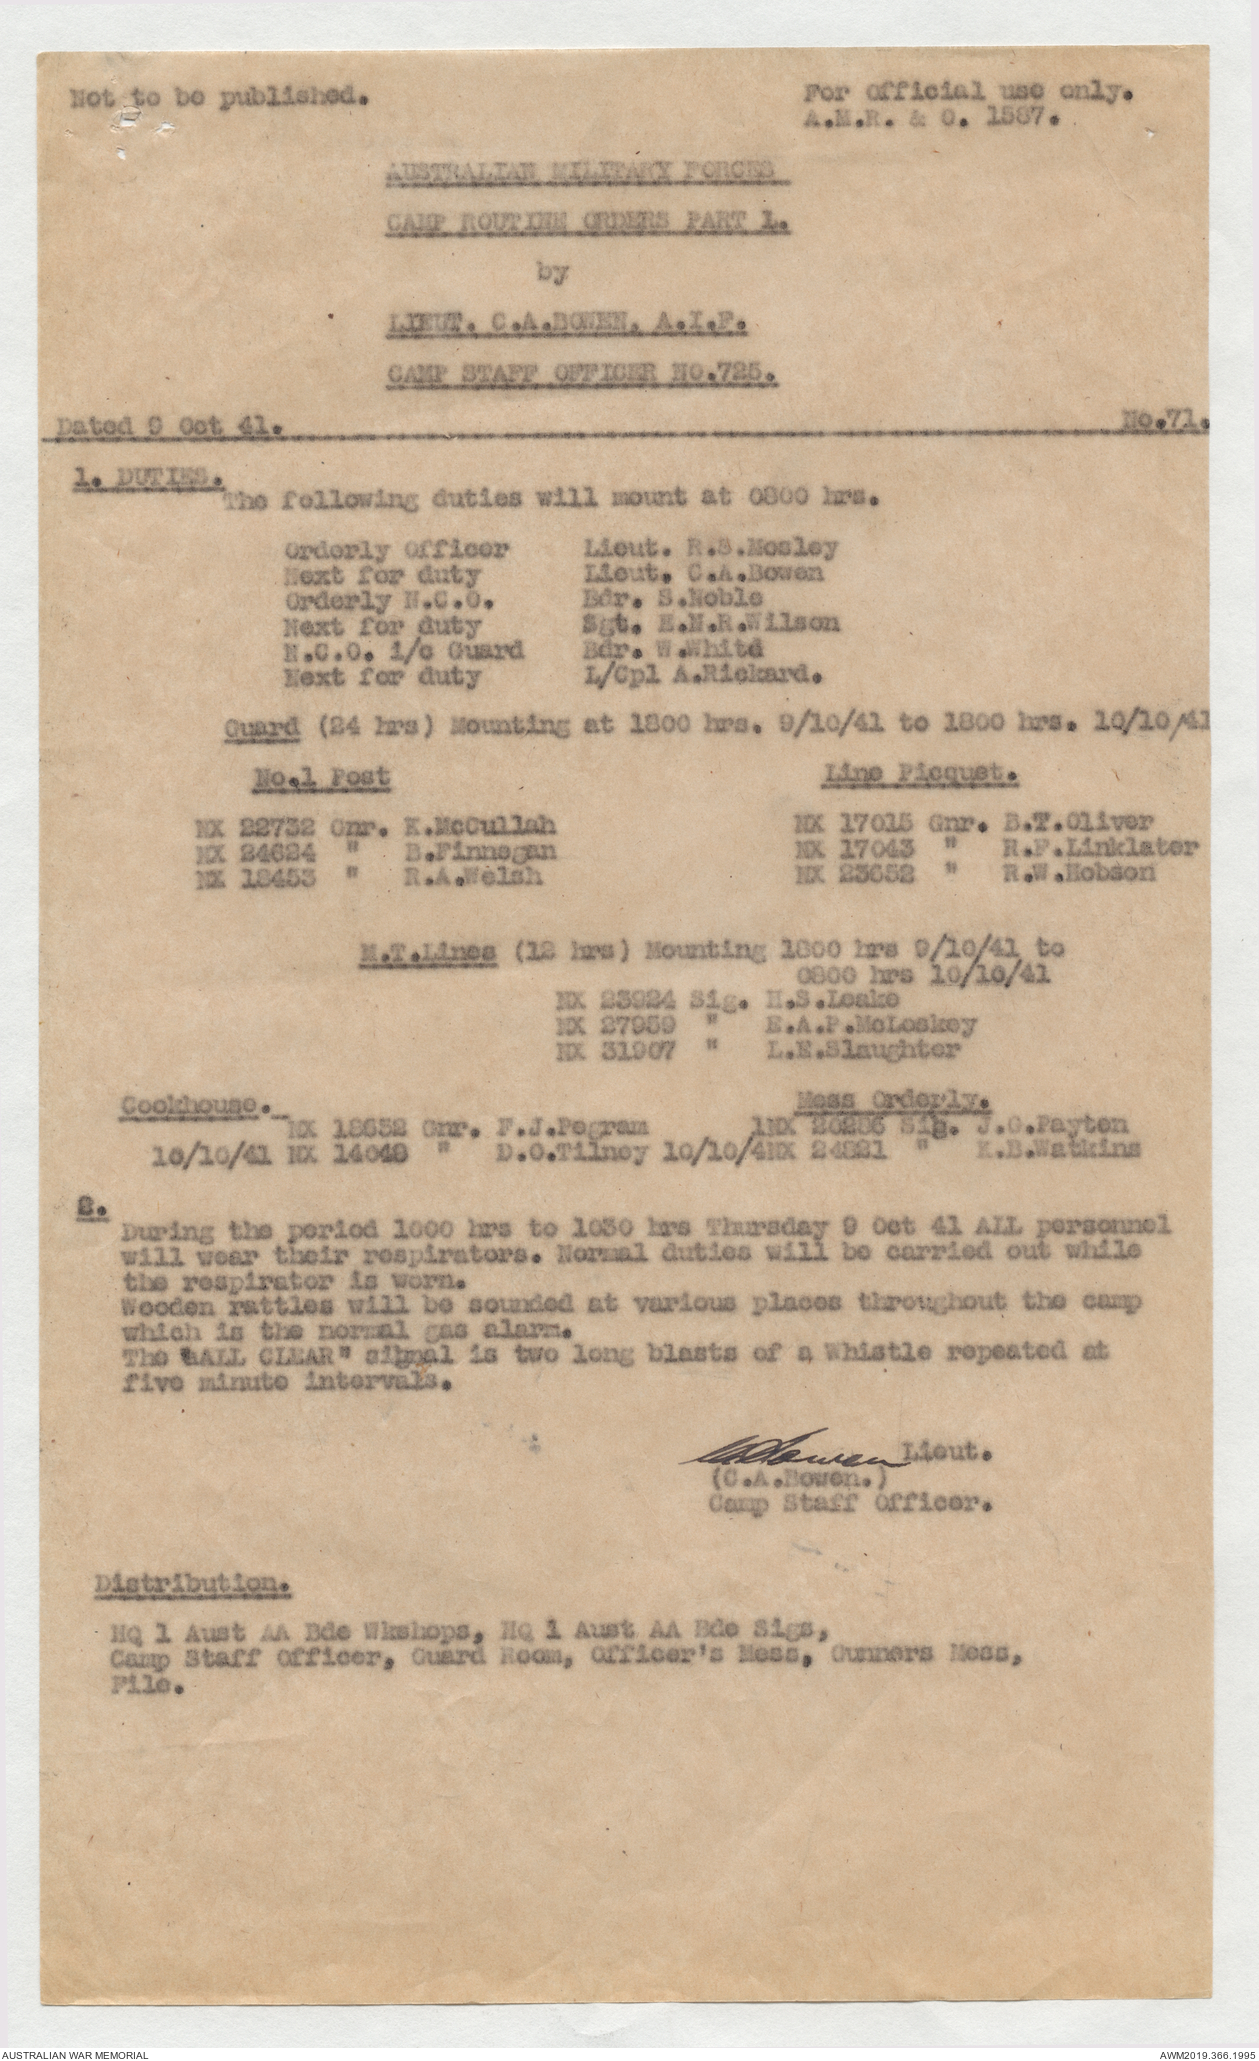 Not to be published.
For official use only.
A.M.R. & O. 1587.
AUSTRALIAN MILITARY FORCES
CAMP ROUTINE ORDERS PART 1.
by
LIEUT. C.A.BOWEN, A.I.F.
CAMP STAFF OFFICER NO.725.
Dated 9 Oct 41. No.71.
1. DUTIES.
The following duties will mount at 0800 hrs.
Orderly Officer Lieut. R.S.Mosley
Next for duty Lieut. C.A.Bowen
Orderly N.C.O. Bdr. S.Noble
Next for duty Sgt. E.N.R.Wilson
N.C.O. i/c Guard Bdr. W.Whitd
Next for duty L/Cpl A.Rickard.
Guard (24 hrs) Mounting at 1800 hrs. 9/10/41 to 1800 hrs. 10/10/41
No.1 Post Line Picquet.
NX 22732 Gnr. K.McCullah NX 17015 Gnr. B.T.Oliver
NX 24624 " B.Finnegan NX 17043 " R.F.Linklater
NX 18453 " R.A.Welsh NX 23652 " R.W.Hobson
M.T.Lines (12 hrs) Mounting 1800 hrs 9/10/41 to
0800 hrs 10/10/41
NX 23924 Sig. H.S.Leake
NX 27959 " E.A.P.McLoskey
NX 31907 " L.E.Slaughter
Cookhouse. Mess Orderly.
NX 18652 Gnr. F.J.Pegram 1NX 20286 Sig. J.O.Payten
10/10/41 NX 14048 " D.O.Tilney 10/10/4NX 24821 " K.B.Watkins
2.
During the period 1000 hrs to 1030 hrs Thursday 9 Oct 41 ALL personnel
will wear their respirators. Normal duties will be carried out while
the respirator is worn.
Wooden rattles will be sounded at various places throughout the camp
which is the normal gas alarm.
The "ALL CLEAR" signal is two long blasts of a Whistle repeated at
five minute intervals.
CABowen Lieut.
(C.A.Bowen.)
Camp Staff Officer.
Distribution.
HQ 1 Aust AA Bde Wkshops, HQ 1 Aust AA Bde Sigs,
Camp Staff Officer, Guard Room, Officer's Mess, Gunners Mess,
File.
AUSTRALIAN WAR MEMORIAL AWM2019.366.1995